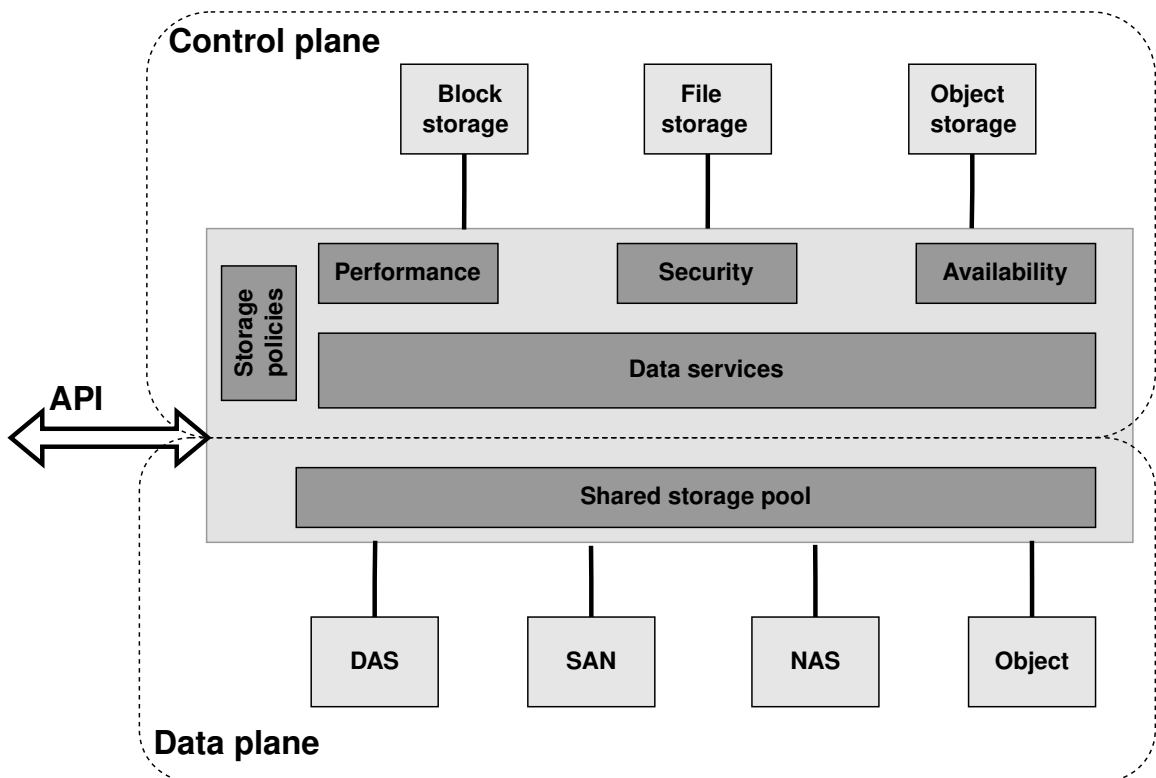 Control plane
Block
storage
File
storage
Object
storage
Performance
Security
Availability
Storage
policies
Data services
API
Shared storage pool
DAS
SAN
NAS
Object
Data plane